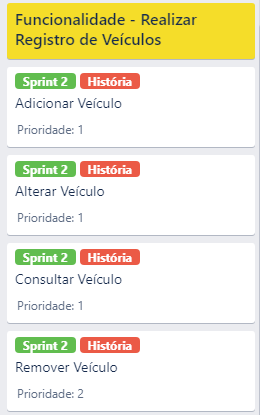 Funcionalidade - Realizar
Registro de Veículos
Sprint 2 História
Adicionar Veículo
Prioridade: 1
Sprint 2 História
Alterar Veículo
Prioridade: 1
Sprint 2 História
Consultar Veículo
Prioridade: 1
Sprint 2 História
Remover Veículo
Prioridade: 2